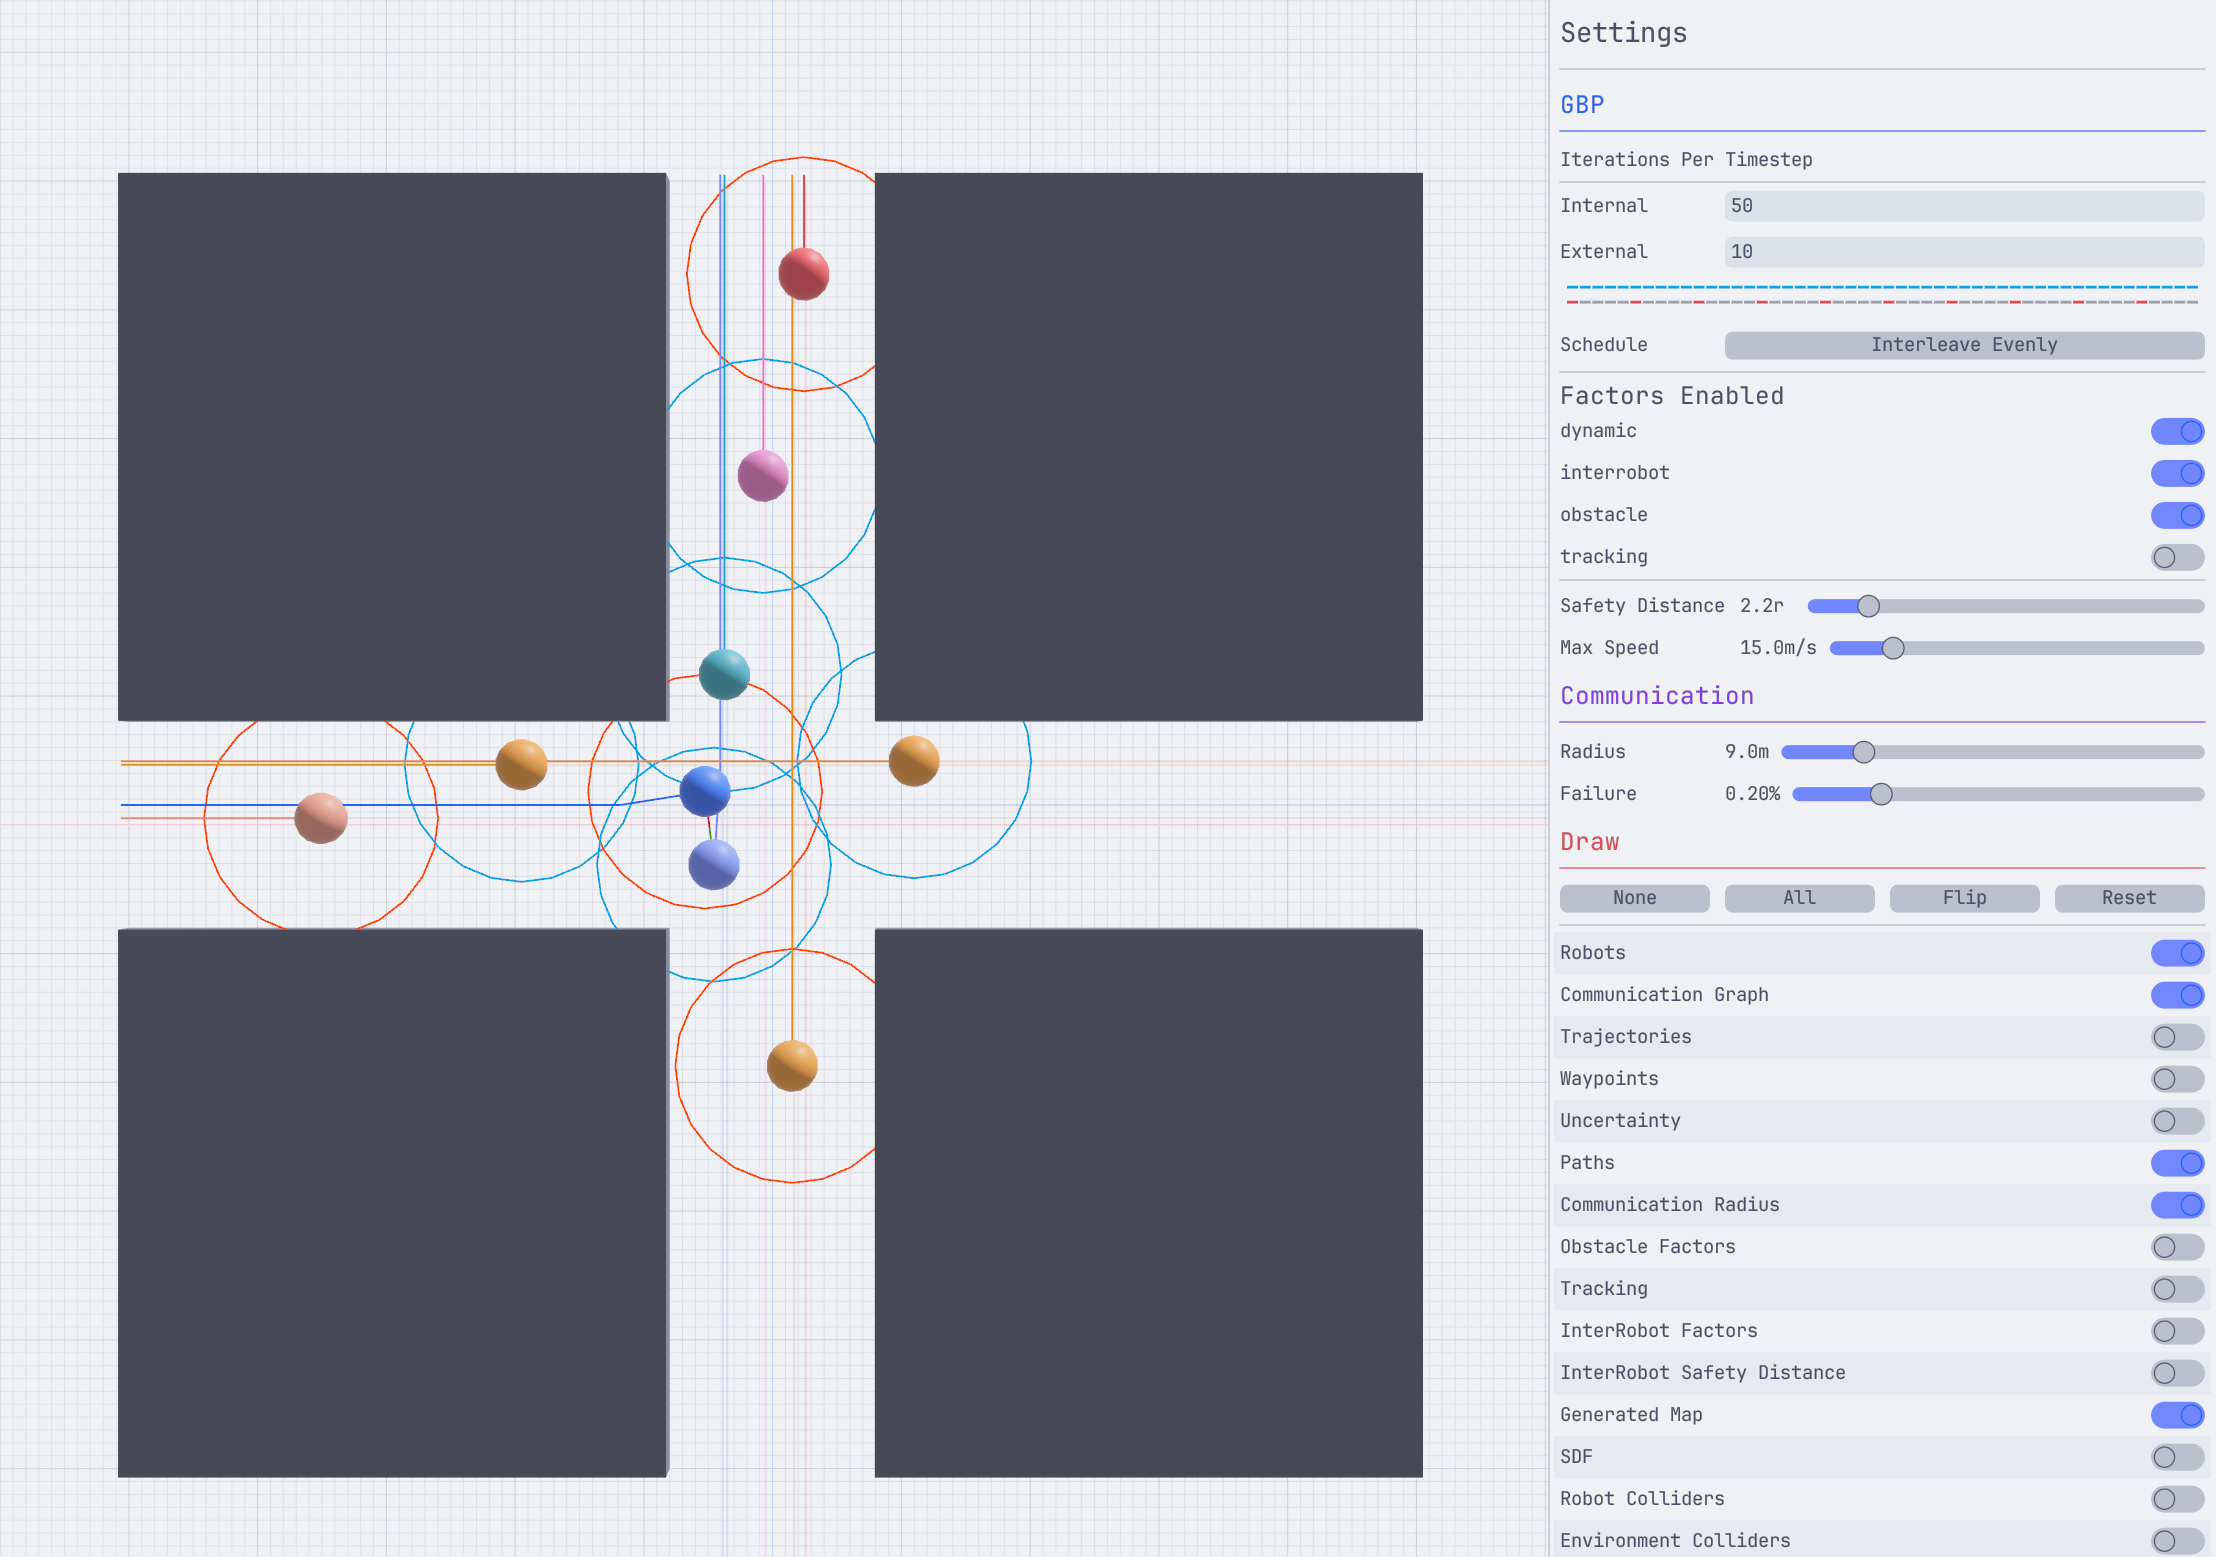 Settings
GBP
Iterations Per Timestep
Internal 50
External 10
Schedule Interleave Evenly
Factors Enabled
dynamic
interrobot
obstacle
tracking
Safety Distance 2.2r
Max Speed 15.0m/s
Communication
Radius 9.0m
Failure 0.20%
Draw
None All Flip Reset
Robots
Communication Graph
Trajectories
Waypoints
Uncertainty
Paths
Communication Radius
Obstacle Factors
Tracking
InterRobot Factors
InterRobot Safety Distance
Generated Map
SDF
Robot Colliders
Environment Colliders